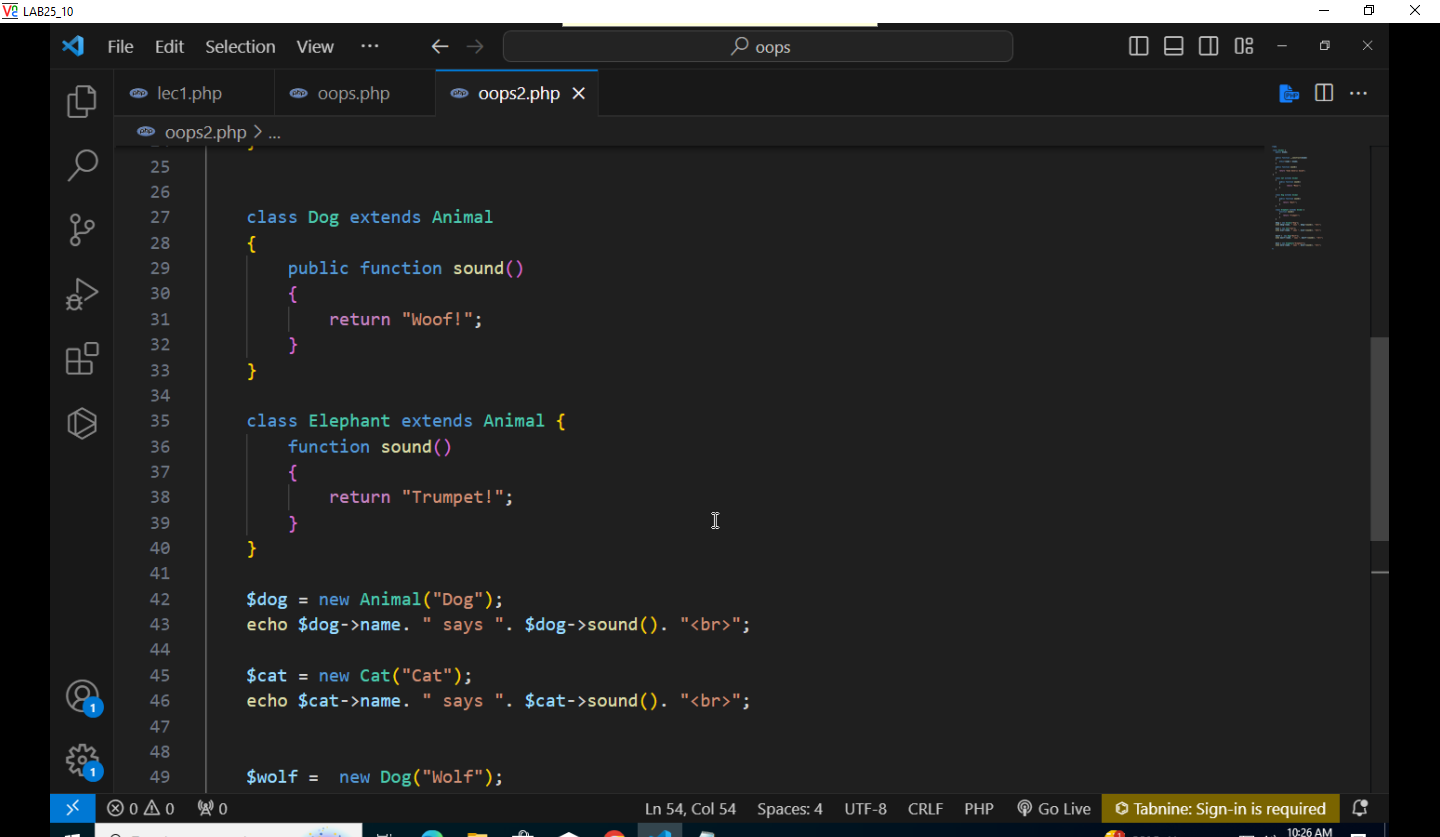 LAB25_10
File Edit Selection View ... oops
lec1.php oops.php oops2.php
oops2.php > ...
25
26
27 class Dog extends Animal
28 {
29 public function sound()
30 {
31 return "Woof!";
32 }
33 }
34
35 class Elephant extends Animal {
36 function sound()
37 {
38 return "Trumpet!";
39 }
40 }
41
42 $dog = new Animal("Dog");
43 echo $dog->name. " says ". $dog->sound(). "<br>";
44
45 $cat = new Cat("Cat");
46 echo $cat->name. " says ". $cat->sound(). "<br>";
47
48
49 $wolf =  new Dog("Wolf");
1
1
0 0 0 Ln 54, Col 54 Spaces: 4 UTF-8 CRLF PHP Go Live Tabnine: Sign-in is required
10:26 AM